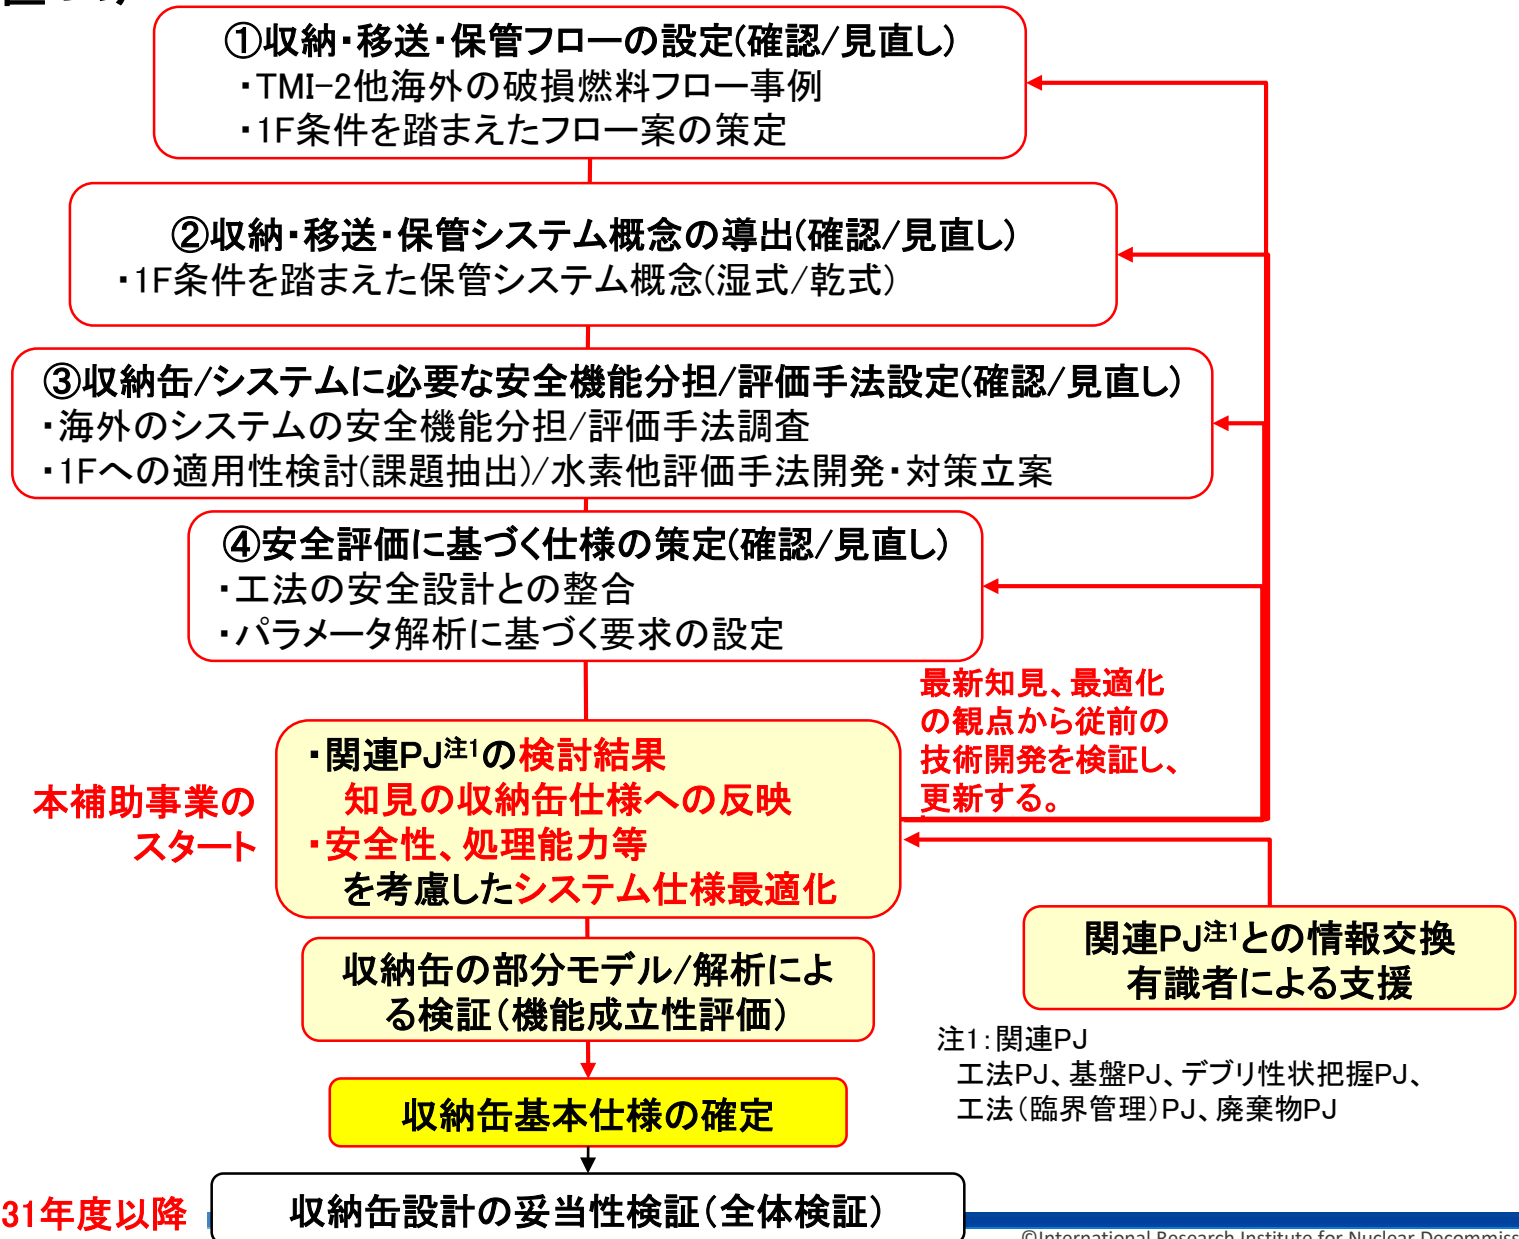 ①収納・移送・保管フローの設定(確認/見直し)
・TMI-2他海外の破損燃料フロー事例
・1F条件を踏まえたフロー案の策定
②収納・移送・保管システム概念の導出(確認/見直し)
・1F条件を踏まえた保管システム概念(湿式/乾式)
③収納缶/システムに必要な安全機能分担/評価手法設定(確認/見直し)
・海外のシステムの安全機能分担/評価手法調査
・1Fへの適用性検討(課題抽出)/水素他評価手法開発・対策立案
④安全評価に基づく仕様の策定(確認/見直し)
・工法の安全設計との整合
・パラメータ解析に基づく要求の設定
最新知見、最適化
の観点から従前の
技術開発を検証し、
更新する。
本補助事業の
スタート
・関連PJ注1の検討結果
知見の収納缶仕様への反映
・安全性、処理能力等
を考慮したシステム仕様最適化
関連PJ注1との情報交換
有識者による支援
収納缶の部分モデル/解析によ
る検証(機能成立性評価)
注1:関連PJ
工法PJ、基盤PJ、デブリ性状把握PJ、
工法(臨界管理)PJ、廃棄物PJ
収納缶基本仕様の確定
31年度以降
収納缶設計の妥当性検証(全体検証)
©International Research Institute for Nuclear Decommiss